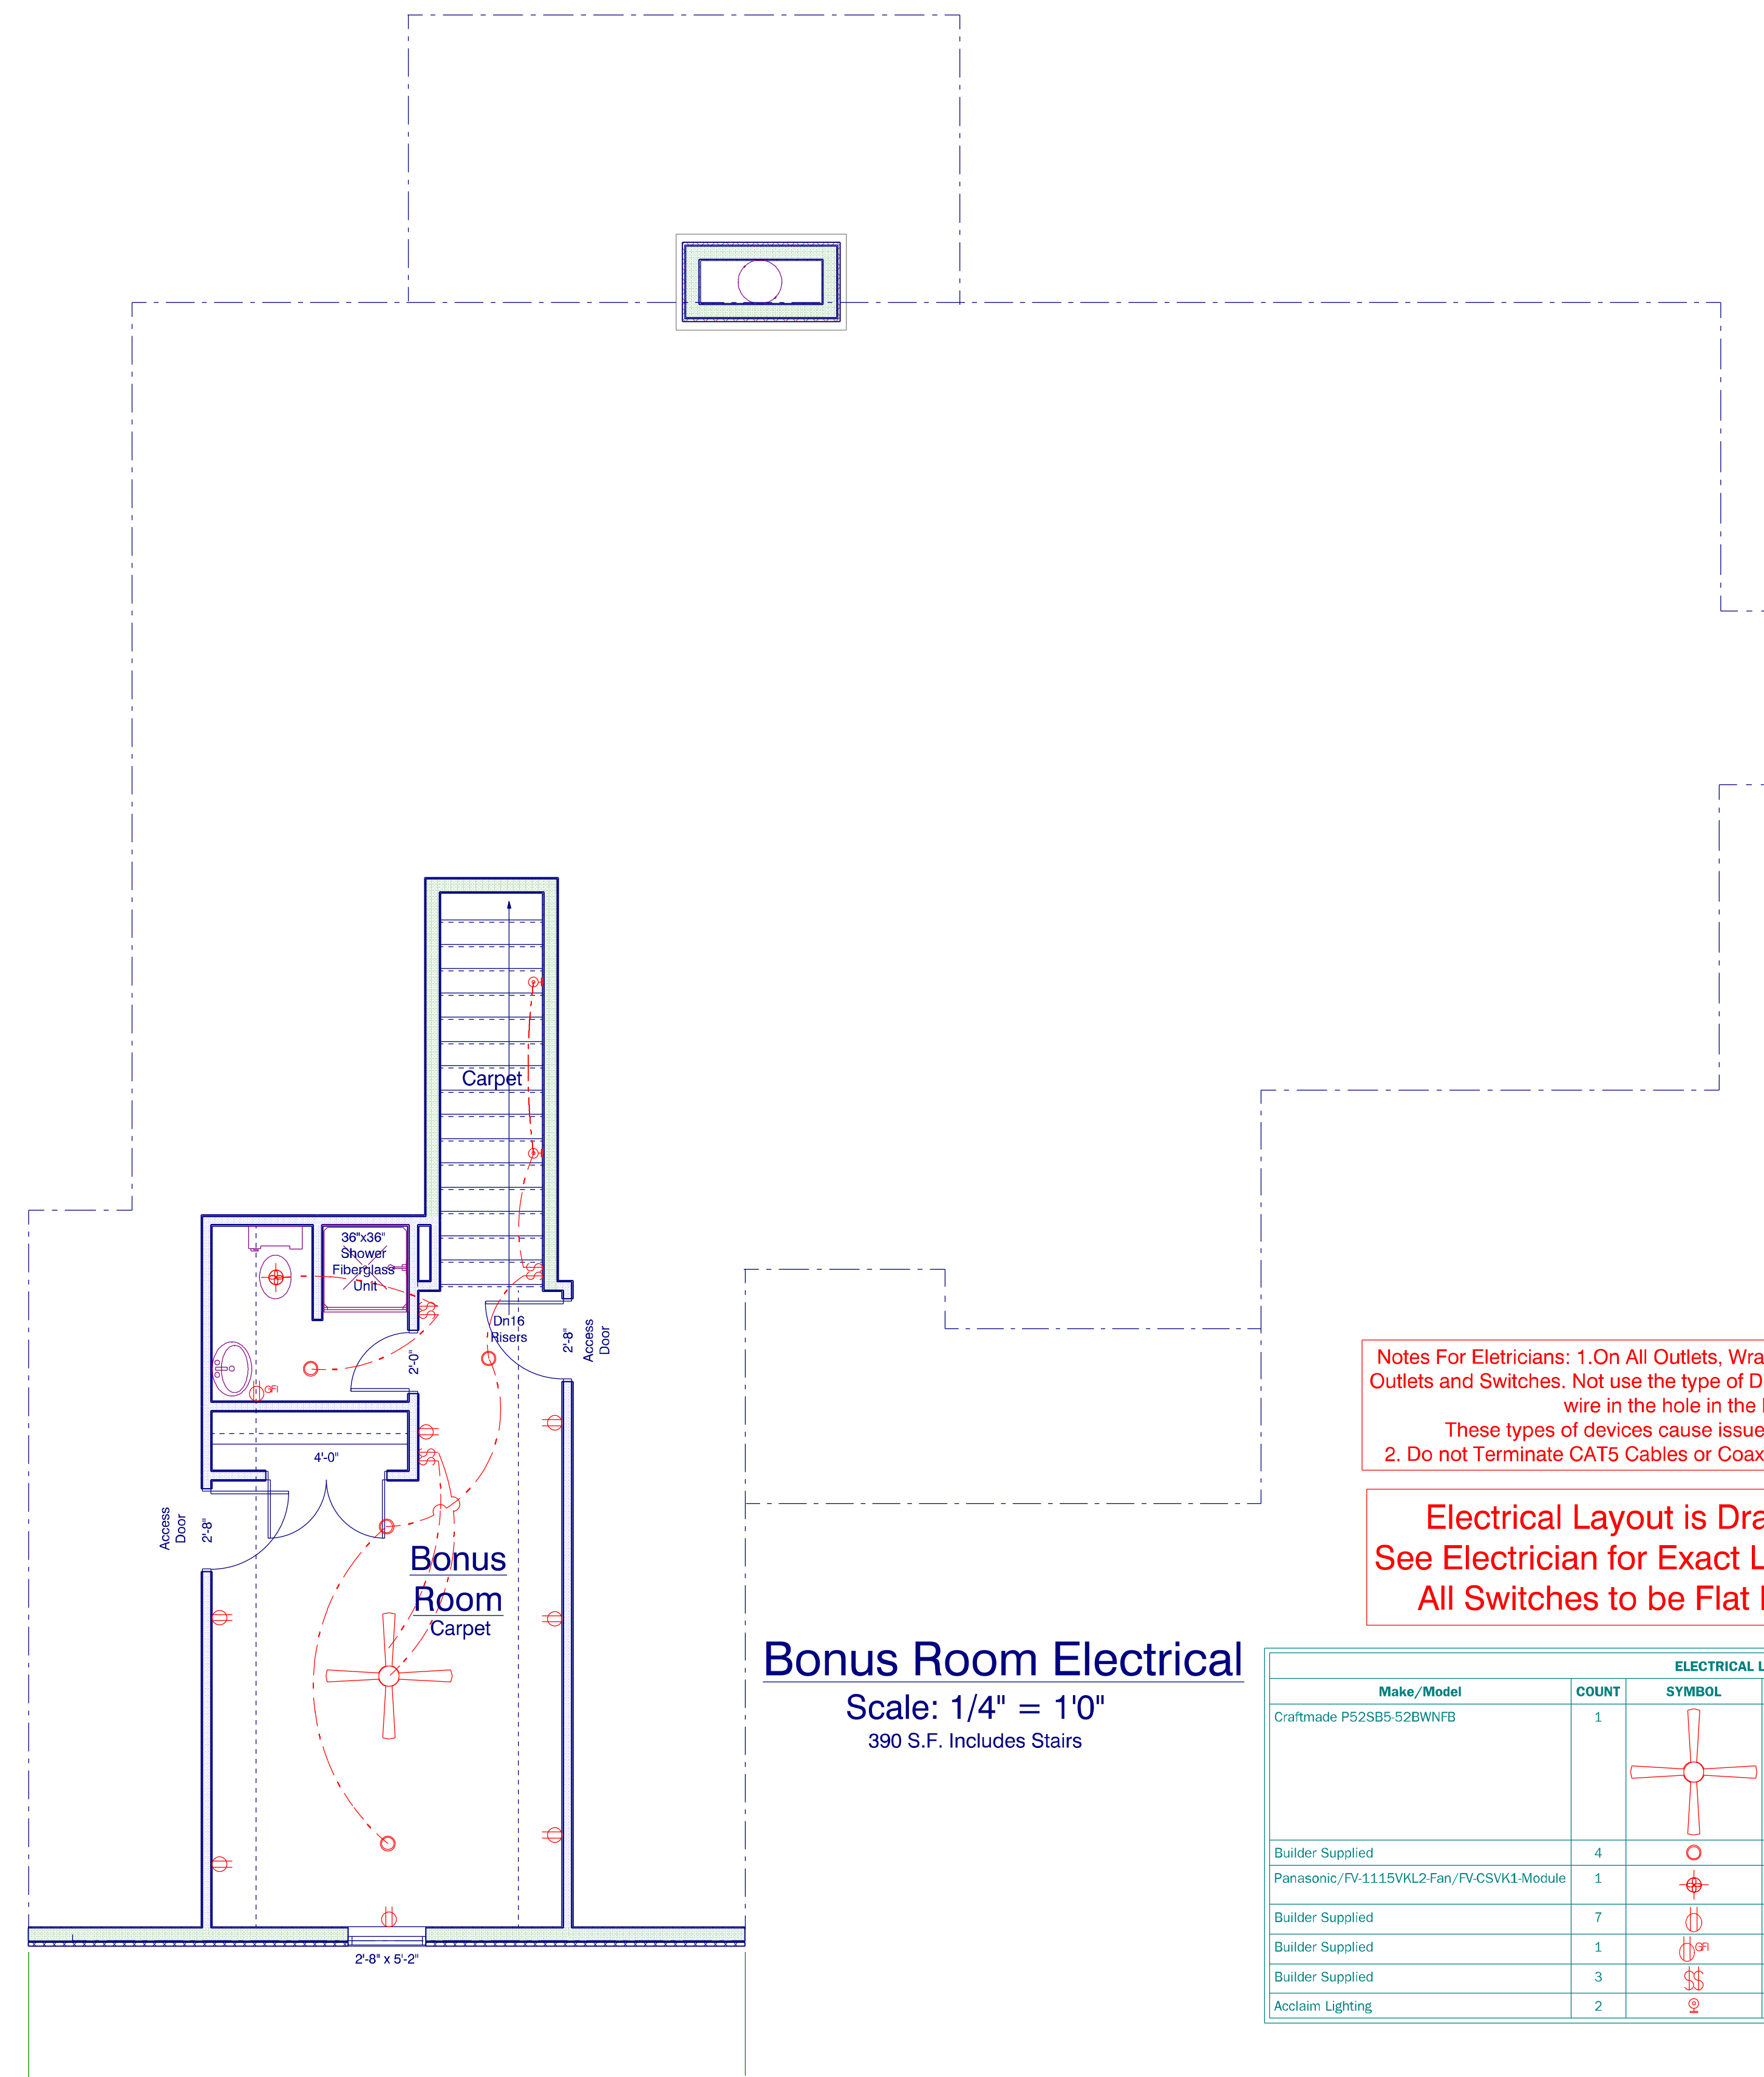 Carpet
36"x36"
Shower
Fiberglass
Unit
Dn16
Risers
2'-0"
2'-8"
Access
Door
GFI
4'-0"
Access
Door
2'-8"
Bonus
Room
Carpet
2'-8" x 5'-2"
Bonus Room Electrical
Scale: 1/4" = 1'0"
390 S.F. Includes Stairs
Notes For Eletricians: 1.On All Outlets, Wra
Outlets and Switches. Not use the type of D
wire in the hole in the
These types of devices cause issue
2. Do not Terminate CAT5 Cables or Coax
Electrical Layout is Dra
See Electrician for Exact L
All Switches to be Flat
ELECTRICAL L
Make/Model COUNT SYMBOL
Craftmade P52SB5-52BWNFB 1
Builder Supplied 4
Panasonic/FV-1115VKL2-Fan/FV-CSVK1-Module 1
Builder Supplied 7
Builder Supplied 1 GFI
Builder Supplied 3
Acclaim Lighting 2